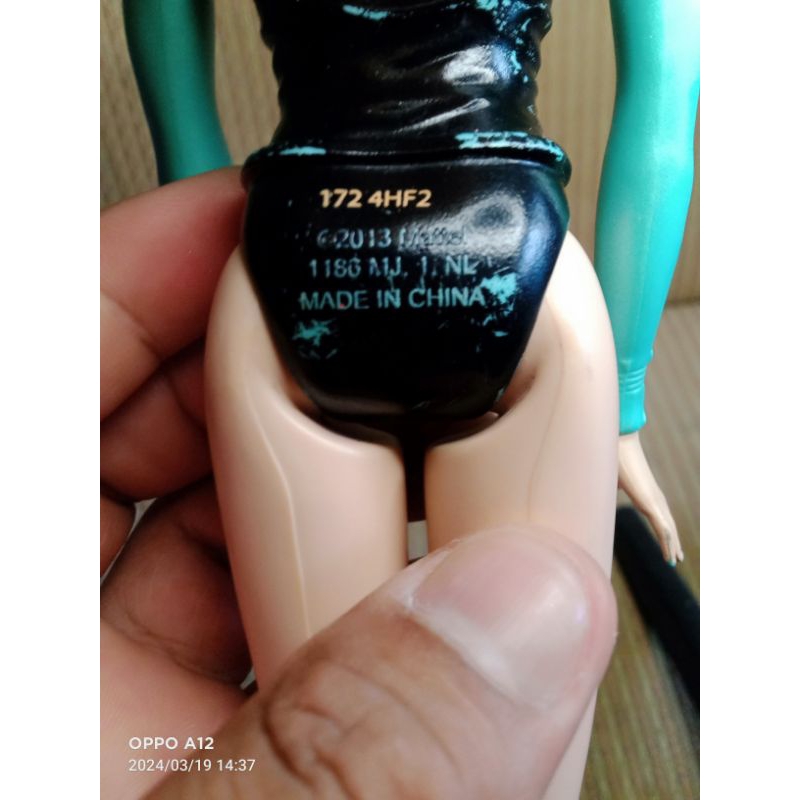 172 4HF2
©2013 Mattel
1186 MJ, 1, NL
MADE IN CHINA
OPPO A12
2024/03/19 14:37